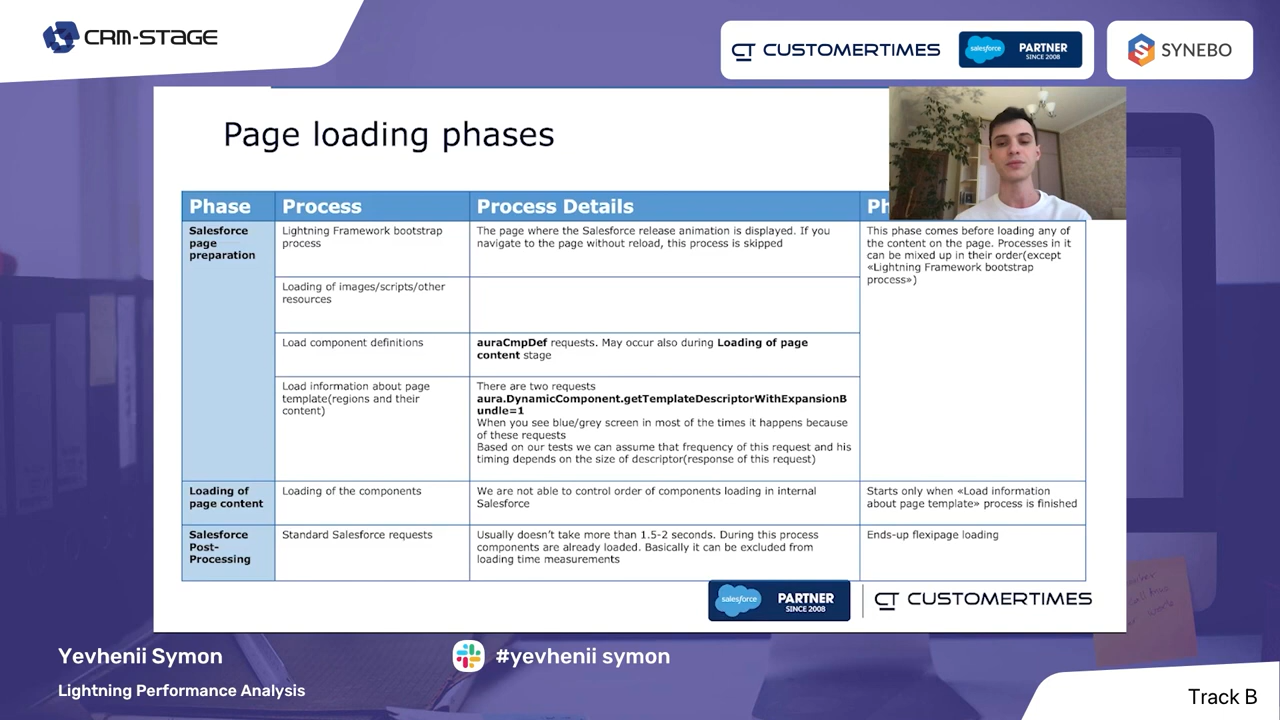 CRM-STAGE
CUSTOMERTIMES
salesforce
PARTNER
SINCE 2008
SYNEBO
Page loading phases
Phase
Process
Process Details
Salesforce
page
preparation
Lightning Framework bootstrap
process
The page where the Salesforce release animation is displayed. If you
navigate to the page without reload, this process is skipped
This phase comes before loading any of
the content on the page. Processes in it
can be mixed up in their order(except
«Lightning Framework bootstrap
process»)
Loading of images/scripts/other
resources
Load component definitions
auraCmpDef requests. May occur also during Loading of page
content stage
Load information about page
template(regions and their
content)
There are two requests
aura.DynamicComponent.getTemplateDescriptorWithExpansionB
undle=1
When you see blue/grey screen in most of the times it happens because
of these requests
Based on our tests we can assume that frequency of this request and his
timing depends on the size of descriptor(response of this request)
Loading of
page content
Loading of the components
We are not able to control order of components loading in internal
Salesforce
Starts only when «Load information
about page template» process is finished
Salesforce
Post-
Processing
Standard Salesforce requests
Usually doesn't take more than 1.5-2 seconds. During this process
components are already loaded. Basically it can be excluded from
loading time measurements
Ends-up flexipage loading
salesforce
PARTNER
SINCE 2008
CUSTOMERTIMES
Yevhenii Symon
#yevhenii symon
Lightning Performance Analysis
Track B